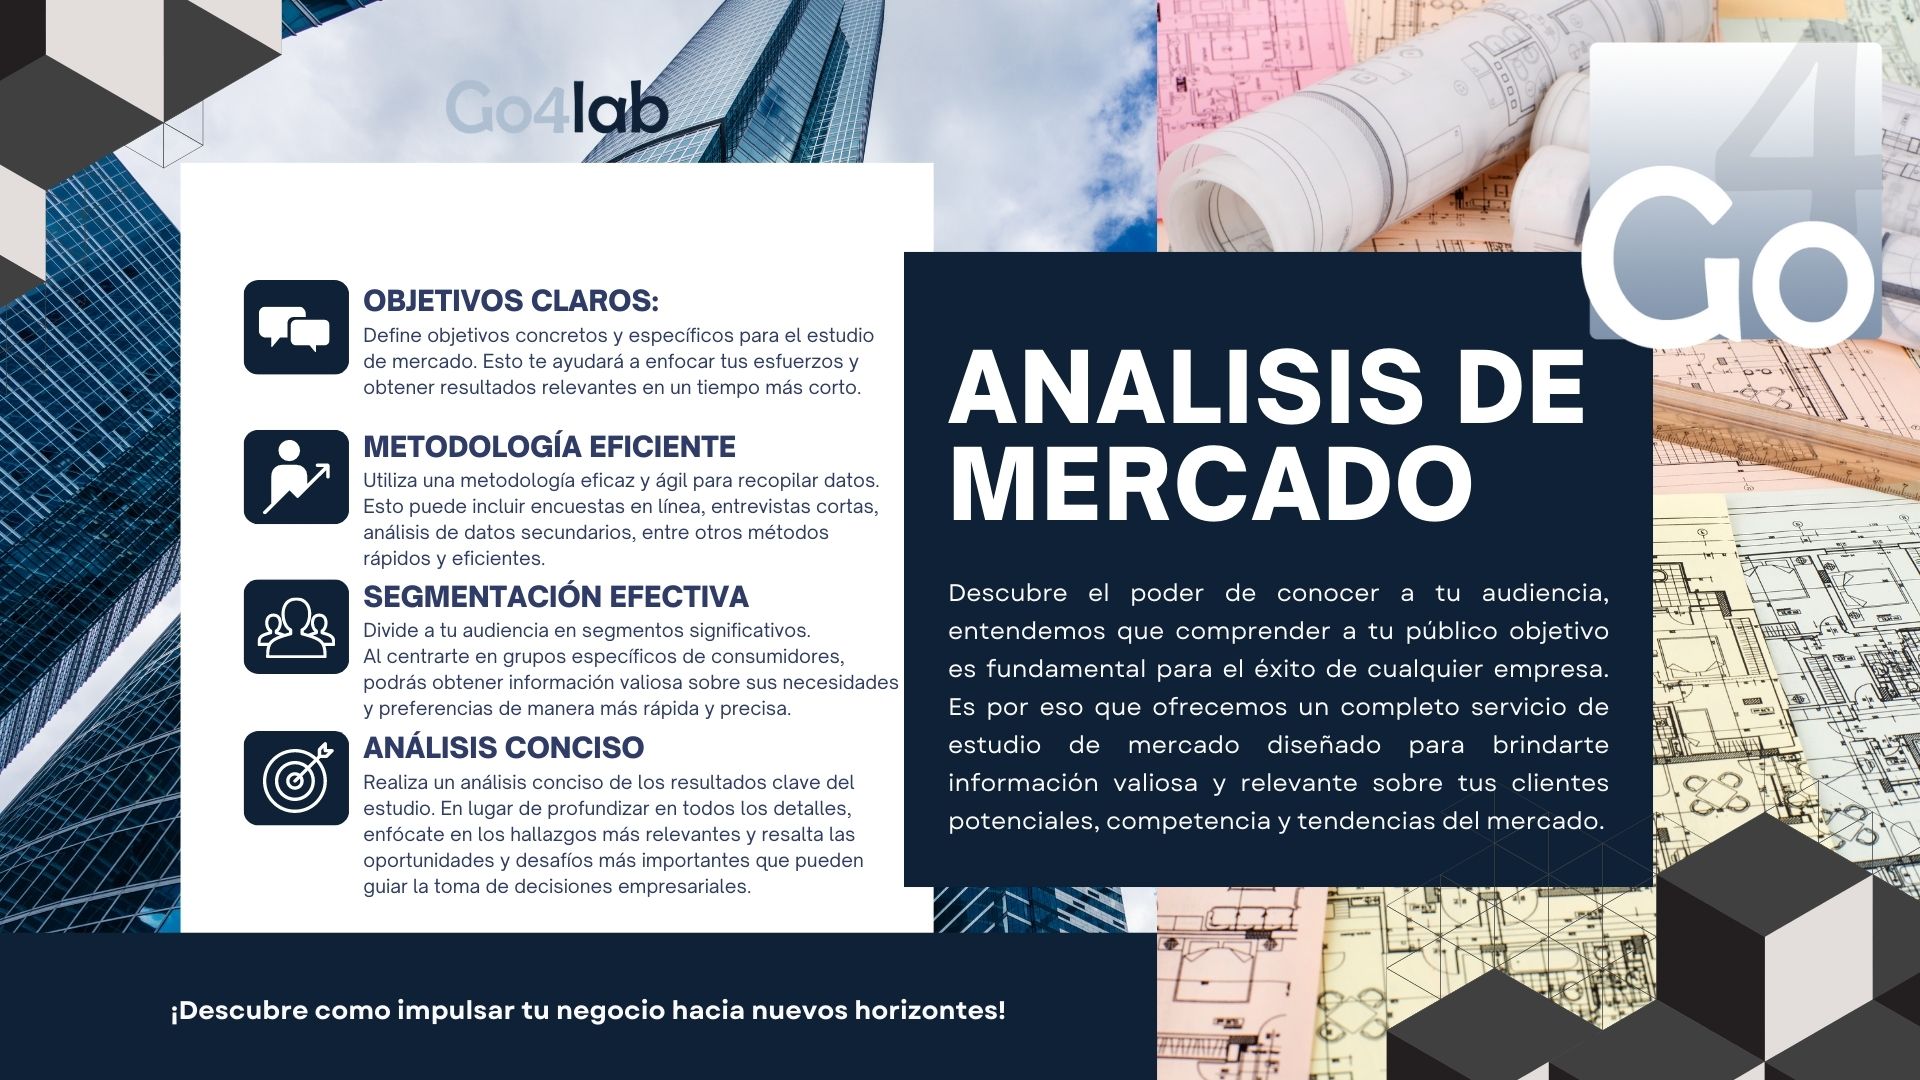 Go4lab
OBJETIVOS CLAROS:
Define objetivos concretos y específicos para el estudio
de mercado. Esto te ayudará a enfocar tus esfuerzos y
obtener resultados relevantes en un tiempo más corto.
METODOLOGÍA EFICIENTE
Utiliza una metodología eficaz y ágil para recopilar datos.
Esto puede incluir encuestas en línea, entrevistas cortas,
análisis de datos secundarios, entre otros métodos
rápidos y eficientes.
SEGMENTACIÓN EFECTIVA
Divide a tu audiencia en segmentos significativos.
Al centrarte en grupos específicos de consumidores,
podrás obtener información valiosa sobre sus necesidades
y preferencias de manera más rápida y precisa.
ANÁLISIS CONCISO
Realiza un análisis conciso de los resultados clave del
estudio. En lugar de profundizar en todos los detalles,
enfócate en los hallazgos más relevantes y resalta las
oportunidades y desafíos más importantes que pueden
guiar la toma de decisiones empresariales.
4
Go
ANALISIS DE
MERCADO
Descubre el poder de conocer a tu audiencia,
entendemos que comprender a tu público objetivo
es fundamental para el éxito de cualquier empresa.
Es por eso que ofrecemos un completo servicio de
estudio de mercado diseñado para brindarte
información valiosa y relevante sobre tus clientes
potenciales, competencia y tendencias del mercado.
¡Descubre como impulsar tu negocio hacia nuevos horizontes!